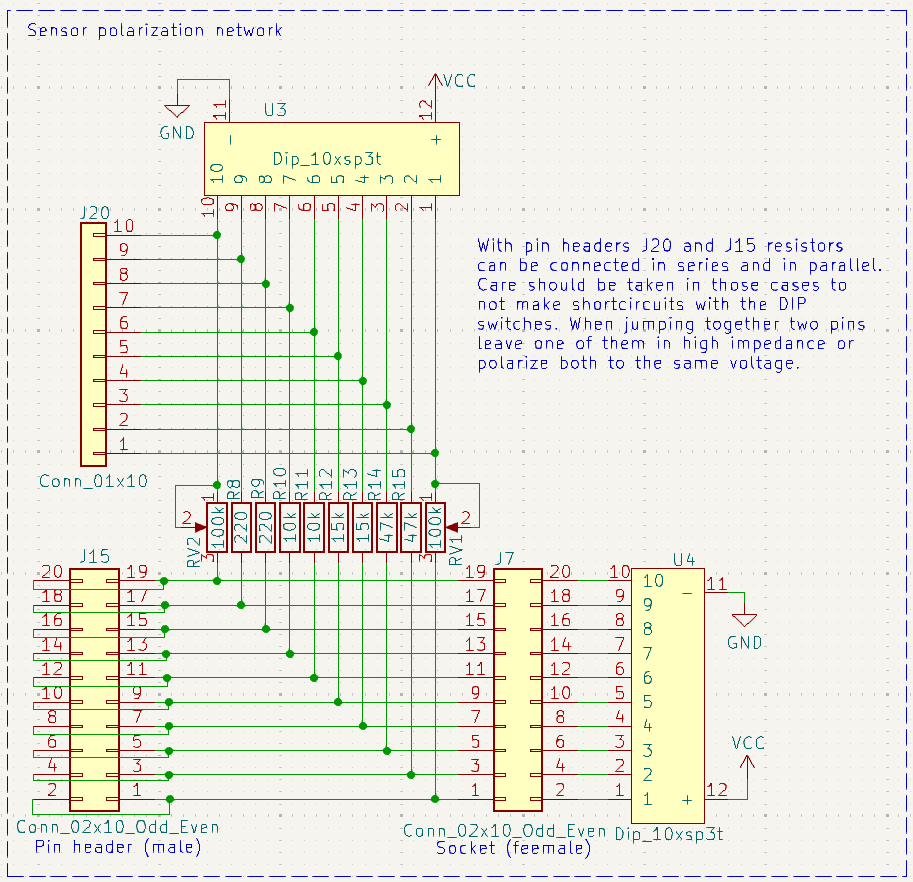 Sensor polarization network
VCC
GND
11
U3
12
-
+
Dip_10xsp3t
10 9 8 7 6 5 4 3 2 1
10 9 8 7 6 5 4 3 2 1
J20
10
9
8
7
6
5
4
3
2
1
Conn_01x10
With pin headers J20 and J15 resistors
can be connected in series and in parallel.
Care should be taken in those cases to
not make shortcircuits with the DIP
switches. When jumping together two pins
leave one of them in high impedance or
polarize both to the same voltage.
R8 R9 R10 R11 R12 R13 R14 R15
1 1
2 100k 220 220 10k 10k 15k 15k 47k 47k 100k 2
RV2 3 3 RV1
J15
20 19
18 17
16 15
14 13
12 11
10 9
8 7
6 5
4 3
2 1
Conn_02x10_Odd_Even
Pin header (male)
J7
19 20
17 18
15 16
13 14
11 12
9 10
7 8
5 6
3 4
1 2
Conn_02x10_Odd_Even
Socket (feemale)
U4
10 10
9 9
8 8
7 7
6 6
5 5
4 4
3 3
2 2
1 1
- 11
GND
VCC
+ 12
Dip_10xsp3t